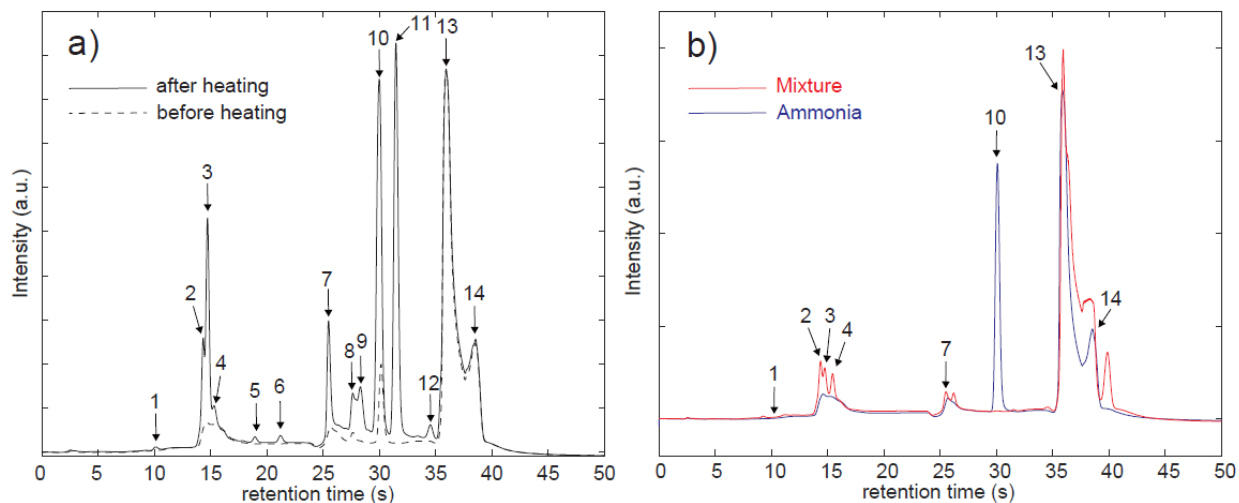 a)
after heating
before heating
1
2
3
4
5
6
7
8
9
10
11
12
13
14
Intensity (a.u.)
0 5 10 15 20 25 30 35 40 45 50
retention time (s)
b)
Mixture
Ammonia
1
2
3
4
7
10
13
14
Intensity (a.u.)
0 5 10 15 20 25 30 35 40 45 50
retention time (s)